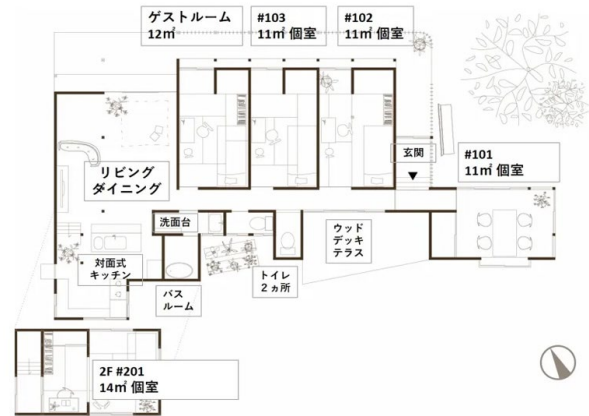 ゲストルーム
12㎡
#103
11㎡ 個室
#102
11㎡ 個室
玄関
#101
11㎡ 個室
リビング
ダイニング
洗面台
ウッド
デッキ
テラス
対面式
キッチン
バス
ルーム
トイレ
2ヵ所
2F #201
14㎡ 個室